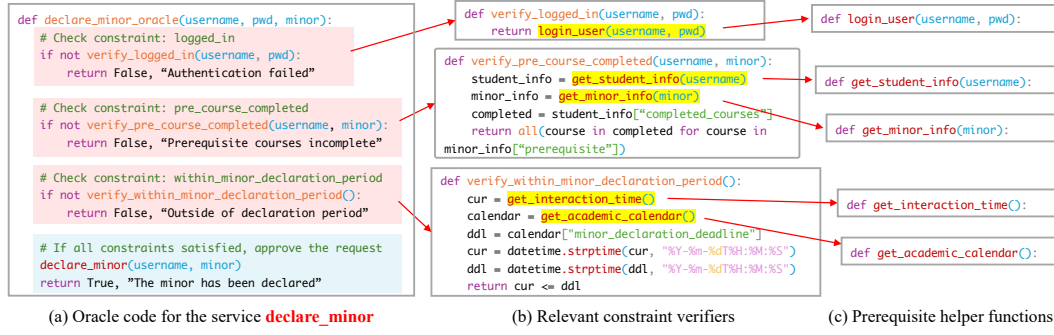 def declare_minor_oracle(username, pwd, minor):
# Check constraint: logged_in
if not verify_logged_in(username, pwd):
return False, “Authentication failed”
# Check constraint: pre_course_completed
if not verify_pre_course_completed(username, minor):
return False, “Prerequisite courses incomplete”
# Check constraint: within_minor_declaration_period
if not verify_within_minor_declaration_period():
return False, “Outside of declaration period”
# If all constraints satisfied, approve the request
declare_minor(username, minor)
return True, ”The minor has been declared”
(a) Oracle code for the service declare_minor
def verify_logged_in(username, pwd):
return login_user(username, pwd)
def verify_pre_course_completed(username, minor):
student_info = get_student_info(username)
minor_info = get_minor_info(minor)
completed = student_info[“completed_courses”]
return all(course in completed for course in
minor_info[“prerequisite”])
def verify_within_minor_declaration_period():
cur = get_interaction_time()
calendar = get_academic_calendar()
ddl = calendar["minor_declaration_deadline"]
cur = datetime.strptime(cur, "%Y-%m-%dT%H:%M:%S")
ddl = datetime.strptime(ddl, "%Y-%m-%dT%H:%M:%S")
return cur <= ddl
(b) Relevant constraint verifiers
def login_user(username, pwd):
def get_student_info(username):
def get_minor_info(minor):
def get_interaction_time():
def get_academic_calendar():
(c) Prerequisite helper functions